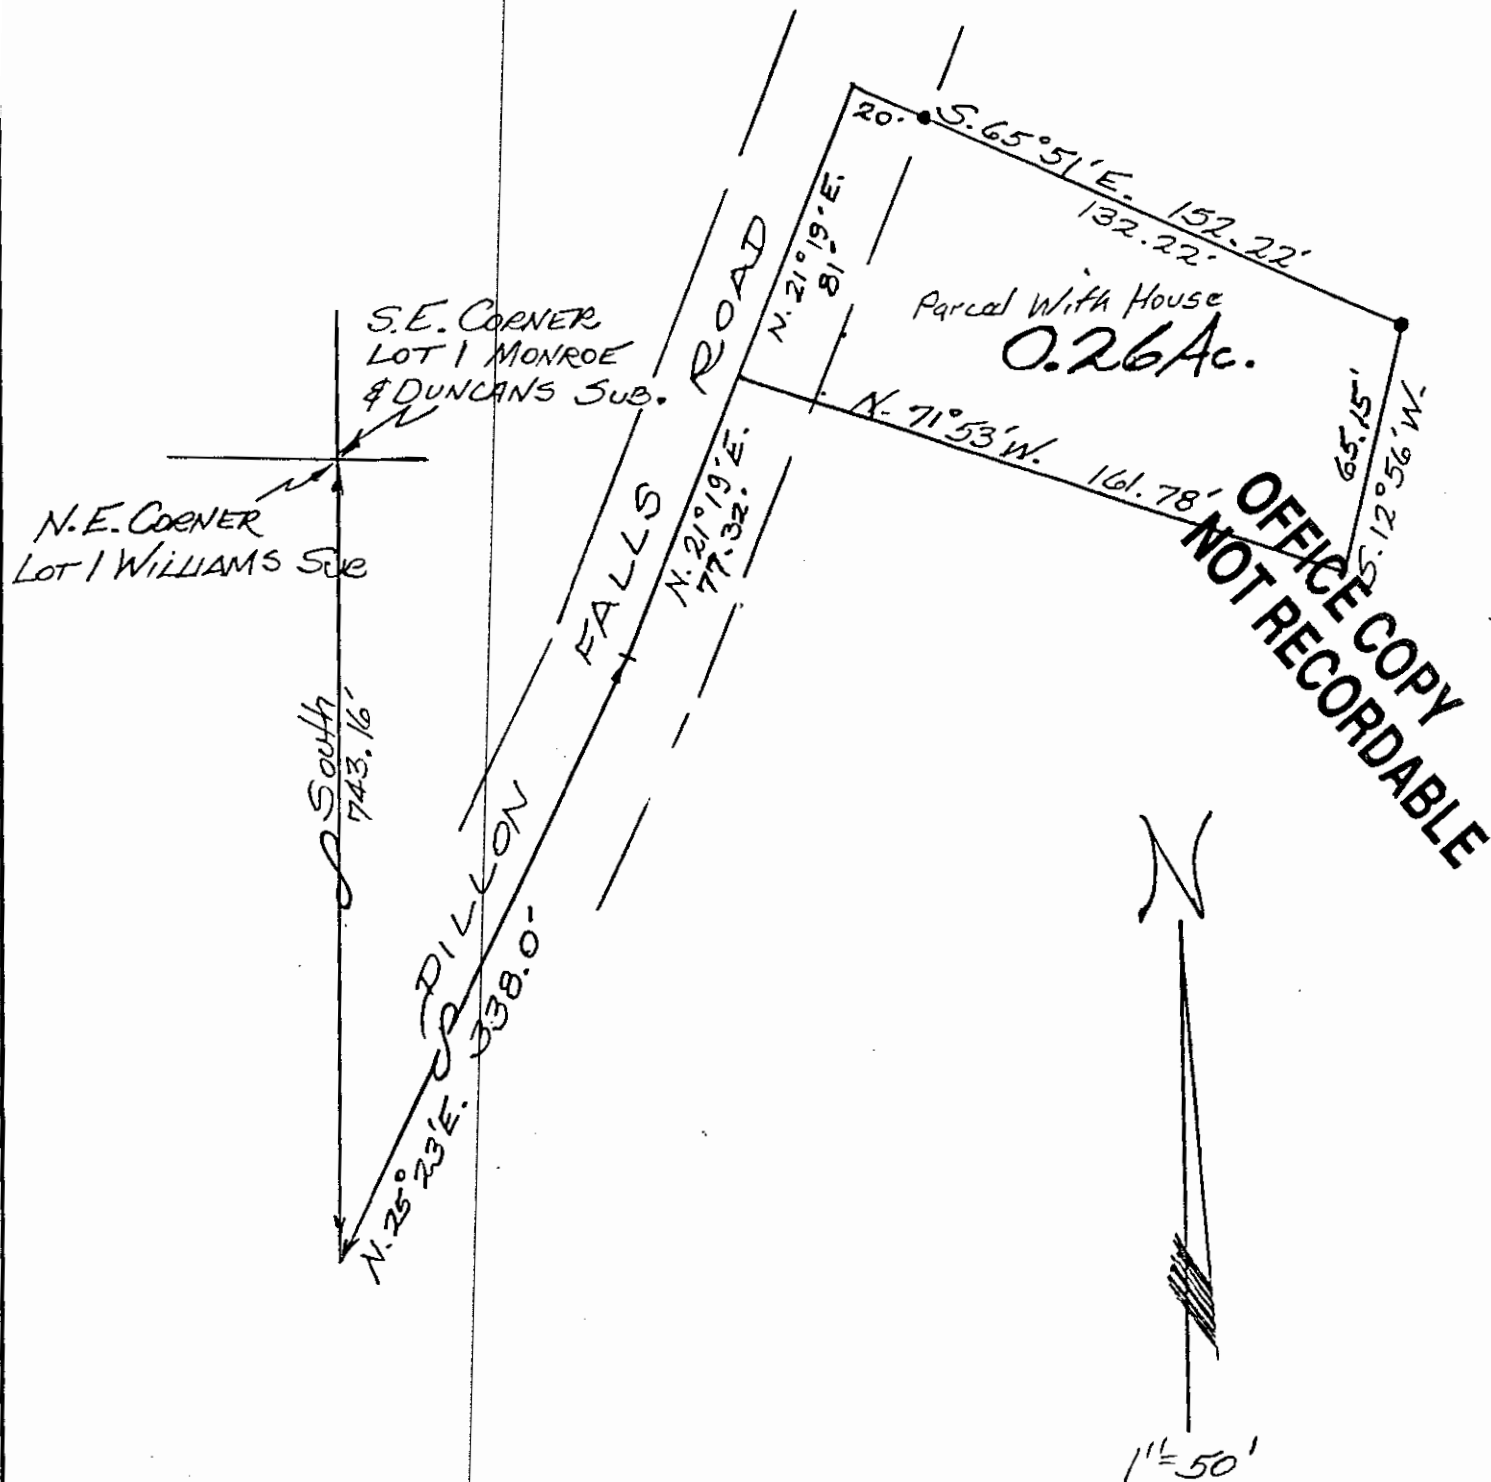 20'
S. 65°51'E. 152.22'
132.22'
N. 21°19'E.
81'
Parcel With House
0.26 Ac.
S.E. CORNER
LOT 1 MONROE
& DUNCANS SUB.
N. 71°53'W. 161.78'
65.15'
S. 12°56'W.
N.E. CORNER
LOT 1 WILLIAMS SUB
N. 21°19'E.
77.32'
DILLON FALLS ROAD
South
743.16'
N. 25°23'E. 338.0'
OFFICE COPY
NOT RECORDABLE
N
1"=50'